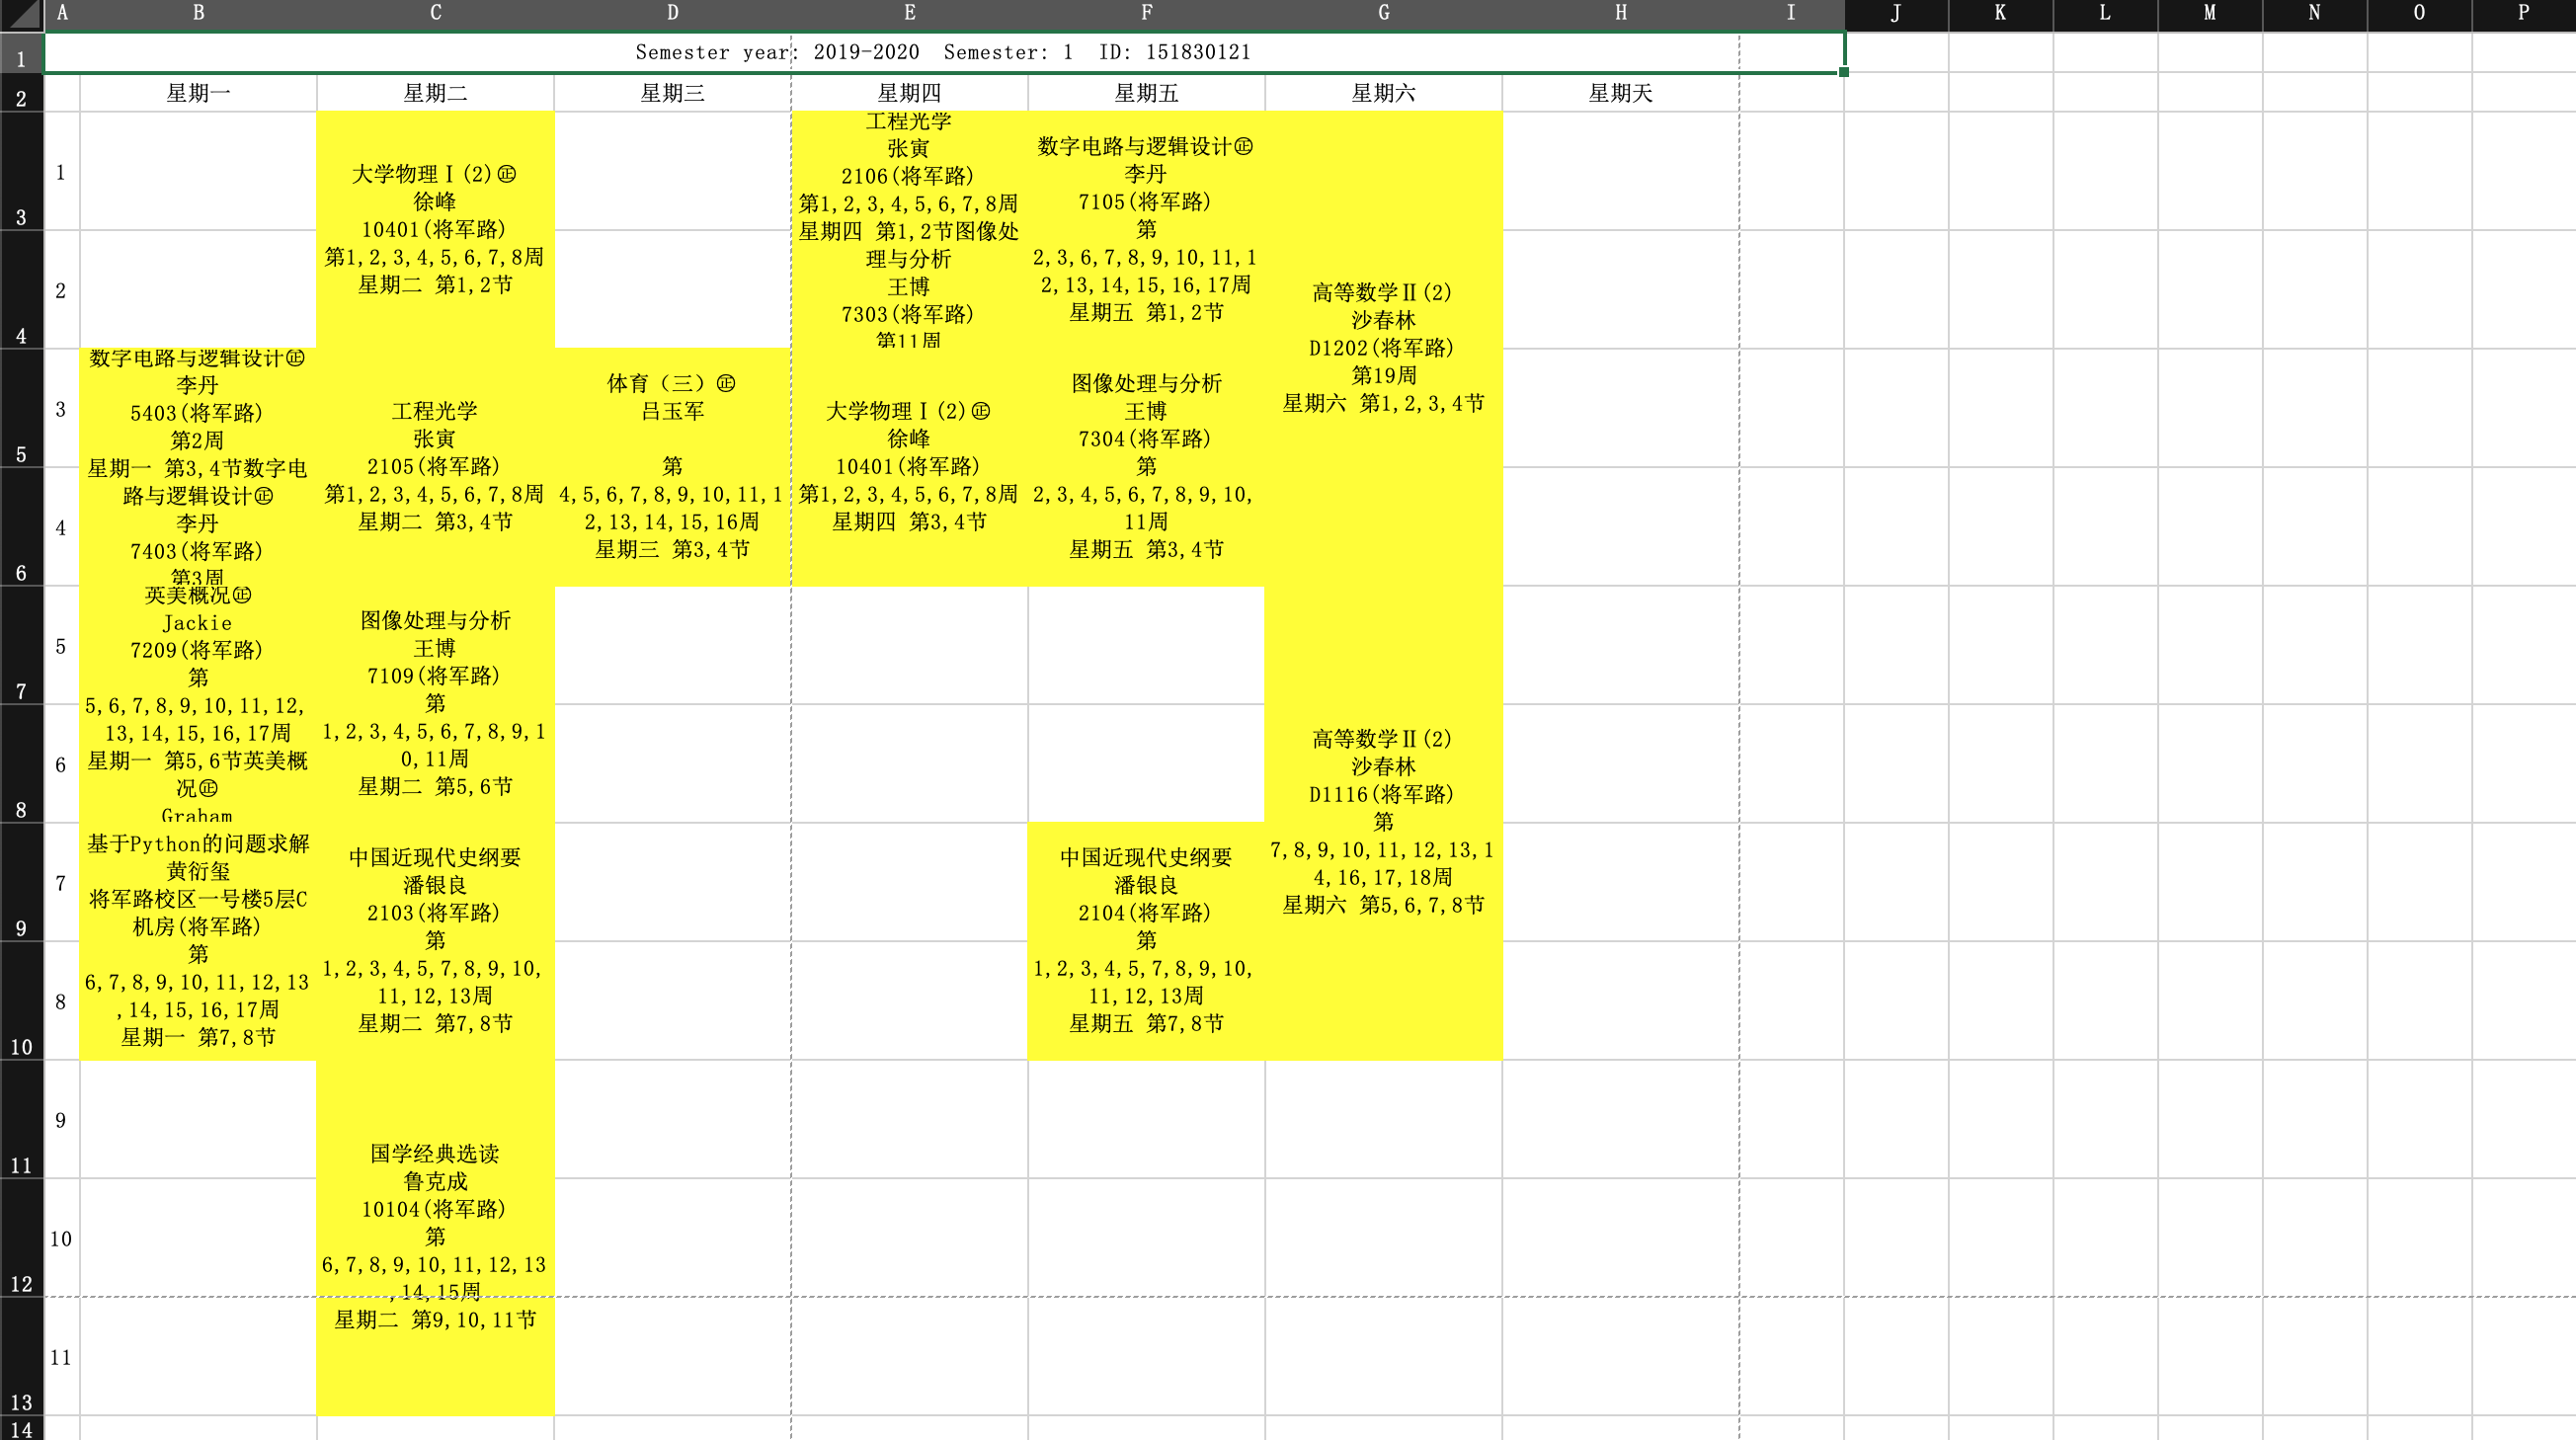 A B C D E F G H I J K L M N O P
1 Semester year: 2019-2020  Semester: 1  ID: 151830121
2 星期一 星期二 星期三 星期四 星期五 星期六 星期天
1
3
2
4
3
5
4
6
5
7
6
8
7
9
8
10
9
11
10
12
11
13
14
数字电路与逻辑设计㊣
李丹
5403(将军路)
第2周
星期一 第3,4节数字电
路与逻辑设计㊣
李丹
7403(将军路)
第3周
英美概况㊣
Jackie
7209(将军路)
第
5,6,7,8,9,10,11,12,
13,14,15,16,17周
星期一 第5,6节英美概
况㊣
Graham
基于Python的问题求解
黄衍玺
将军路校区一号楼5层C
机房(将军路)
第
6,7,8,9,10,11,12,13
,14,15,16,17周
星期一 第7,8节
大学物理Ⅰ(2)㊣
徐峰
10401(将军路)
第1,2,3,4,5,6,7,8周
星期二 第1,2节
工程光学
张寅
2105(将军路)
第1,2,3,4,5,6,7,8周
星期二 第3,4节
图像处理与分析
王博
7109(将军路)
第
1,2,3,4,5,6,7,8,9,1
0,11周
星期二 第5,6节
中国近现代史纲要
潘银良
2103(将军路)
第
1,2,3,4,5,7,8,9,10,
11,12,13周
星期二 第7,8节
国学经典选读
鲁克成
10104(将军路)
第
6,7,8,9,10,11,12,13
,14,15周
星期二 第9,10,11节
体育（三）㊣
吕玉军
第
4,5,6,7,8,9,10,11,1
2,13,14,15,16周
星期三 第3,4节
工程光学
张寅
2106(将军路)
第1,2,3,4,5,6,7,8周
星期四 第1,2节图像处
理与分析
王博
7303(将军路)
第11周
大学物理Ⅰ(2)㊣
徐峰
10401(将军路)
第1,2,3,4,5,6,7,8周
星期四 第3,4节
数字电路与逻辑设计㊣
李丹
7105(将军路)
第
2,3,6,7,8,9,10,11,1
2,13,14,15,16,17周
星期五 第1,2节
图像处理与分析
王博
7304(将军路)
第
2,3,4,5,6,7,8,9,10,
11周
星期五 第3,4节
中国近现代史纲要
潘银良
2104(将军路)
第
1,2,3,4,5,7,8,9,10,
11,12,13周
星期五 第7,8节
高等数学Ⅱ(2)
沙春林
D1202(将军路)
第19周
星期六 第1,2,3,4节
高等数学Ⅱ(2)
沙春林
D1116(将军路)
第
7,8,9,10,11,12,13,1
4,16,17,18周
星期六 第5,6,7,8节